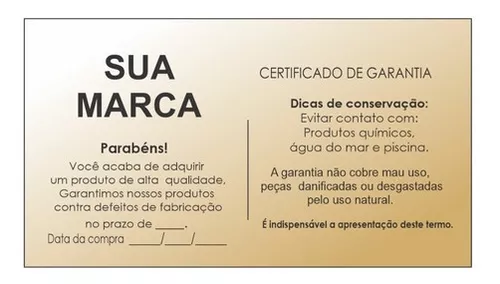 SUA
MARCA
Parabéns!
Você acaba de adquirir
um produto de alta qualidade.
Garantimos nossos produtos
contra defeitos de fabricação
no prazo de _____.
Data da compra _____/____/_____
CERTIFICADO DE GARANTIA
Dicas de conservação:
Evitar contato com:
Produtos químicos,
água do mar e piscina.
A garantia não cobre mau uso,
peças danificadas ou desgastadas
pelo uso natural.
É indispensável a apresentação deste termo.